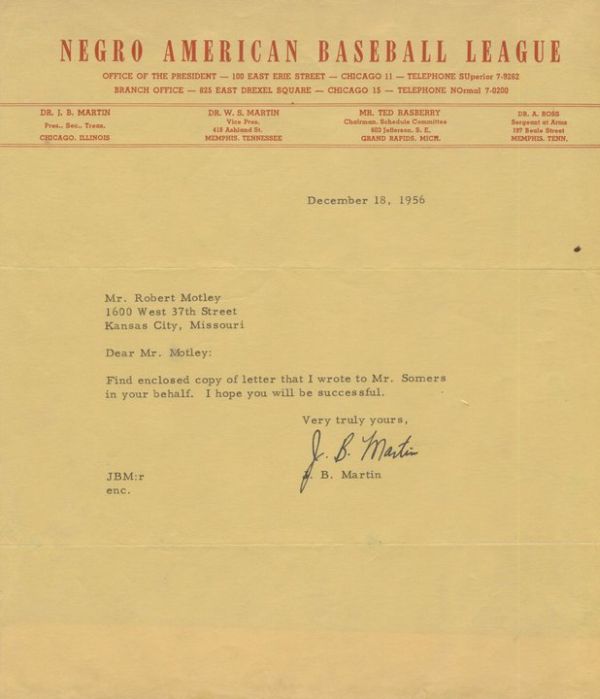 NEGRO AMERICAN BASEBALL LEAGUE
OFFICE OF THE PRESIDENT — 100 EAST ERIE STREET — CHICAGO 11 — TELEPHONE SUperior 7-9262
BRANCH OFFICE — 825 EAST DREXEL SQUARE — CHICAGO 15 — TELEPHONE NOrmal 7-0200
DR. J. B. MARTIN
Pres., Sec., Treas.
CHICAGO, ILLINOIS
DR. W. S. MARTIN
Vice Pres.
418 Ashland St.
MEMPHIS, TENNESSEE
MR. TED RASBERRY
Chairman, Schedule Committee
603 Jefferson, S. E.
GRAND RAPIDS, MICH.
DR. A. ROSS
Sergeant at Arms
197 Beale Street
MEMPHIS, TENN.
December 18, 1956
Mr. Robert Motley
1600 West 37th Street
Kansas City, Missouri
Dear Mr. Motley:
Find enclosed copy of letter that I wrote to Mr. Somers
in your behalf. I hope you will be successful.
Very truly yours,
J. B. Martin
J. B. Martin
JBM:r
enc.